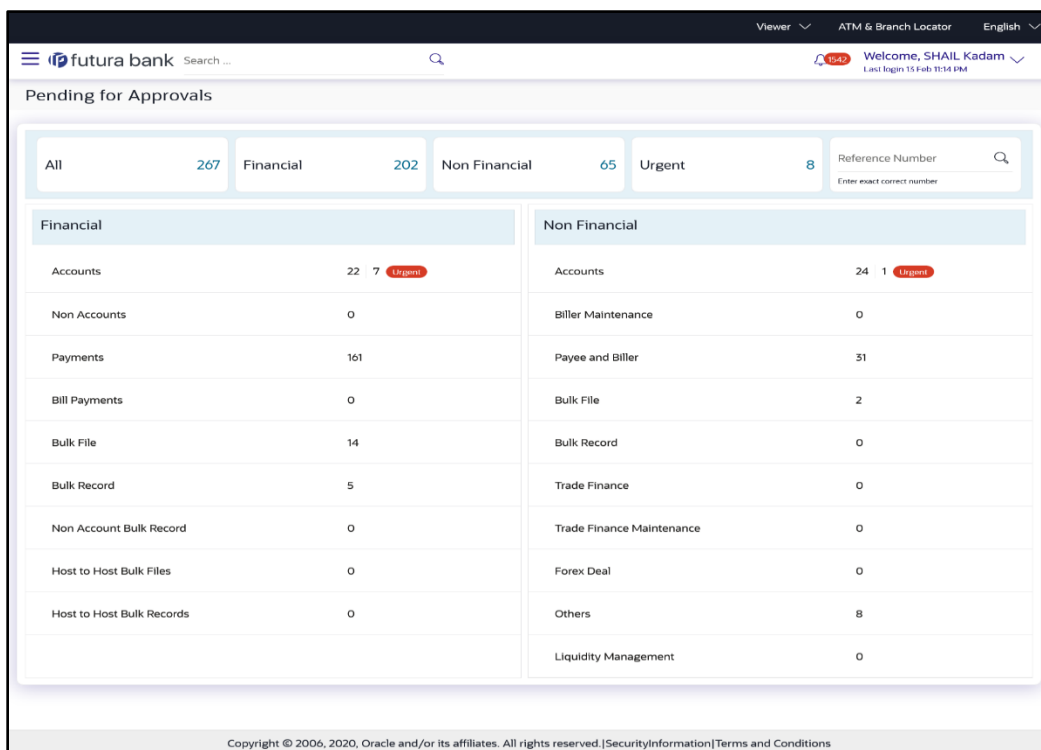 Viewer ATM & Branch Locator English
futura bank Search ... 1542 Welcome, SHAIL Kadam
Last login 13 Feb 11:14 PM
Pending for Approvals
All 267 Financial 202 Non Financial 65 Urgent 8 Reference Number
Enter exact correct number
Financial Non Financial
Accounts 22 7 Urgent Accounts 24 1 Urgent
Non Accounts 0 Biller Maintenance 0
Payments 161 Payee and Biller 31
Bill Payments 0 Bulk File 2
Bulk File 14 Bulk Record 0
Bulk Record 5 Trade Finance 0
Non Account Bulk Record 0 Trade Finance Maintenance 0
Host to Host Bulk Files 0 Forex Deal 0
Host to Host Bulk Records 0 Others 8
Liquidity Management 0
Copyright © 2006, 2020, Oracle and/or its affiliates. All rights reserved.|SecurityInformation|Terms and Conditions